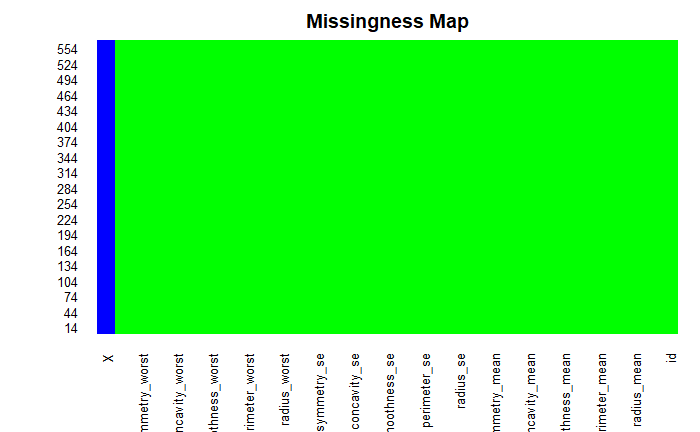 Missingness Map
554
524
494
464
434
404
374
344
314
284
254
224
194
164
134
104
74
44
14
X
mmetry_worst
ncavity_worst
othness_worst
rimeter_worst
radius_worst
symmetry_se
concavity_se
noothness_se
perimeter_se
radius_se
mmetry_mean
ncavity_mean
thness_mean
rimeter_mean
radius_mean
id